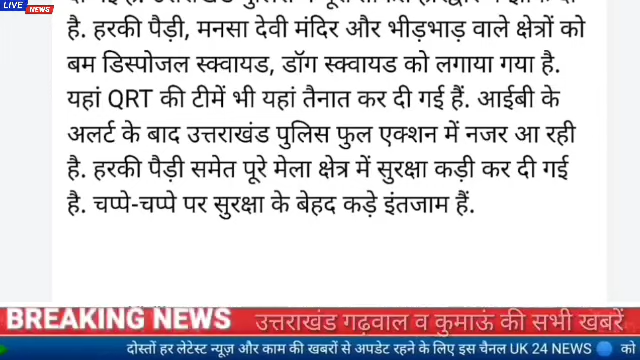 LIVE NEWS
है. हरकी पैड़ी, मनसा देवी मंदिर और भीड़भाड़ वाले क्षेत्रों को
बम डिस्पोजल स्क्वायड, डॉग स्क्वायड को लगाया गया है.
यहां QRT की टीमें भी यहां तैनात कर दी गई हैं. आईबी के
अलर्ट के बाद उत्तराखंड पुलिस फुल एक्शन में नजर आ रही
है. हरकी पैड़ी समेत पूरे मेला क्षेत्र में सुरक्षा कड़ी कर दी गई
है. चप्पे-चप्पे पर सुरक्षा के बेहद कड़े इंतजाम हैं.
BREAKING NEWS उत्तराखंड गढ़वाल व कुमाऊं की सभी खबरें
दोस्तों हर लेटेस्ट न्यूज़ और काम की खबरों से अपडेट रहने के लिए इस चैनल UK 24 NEWS 🔵 को